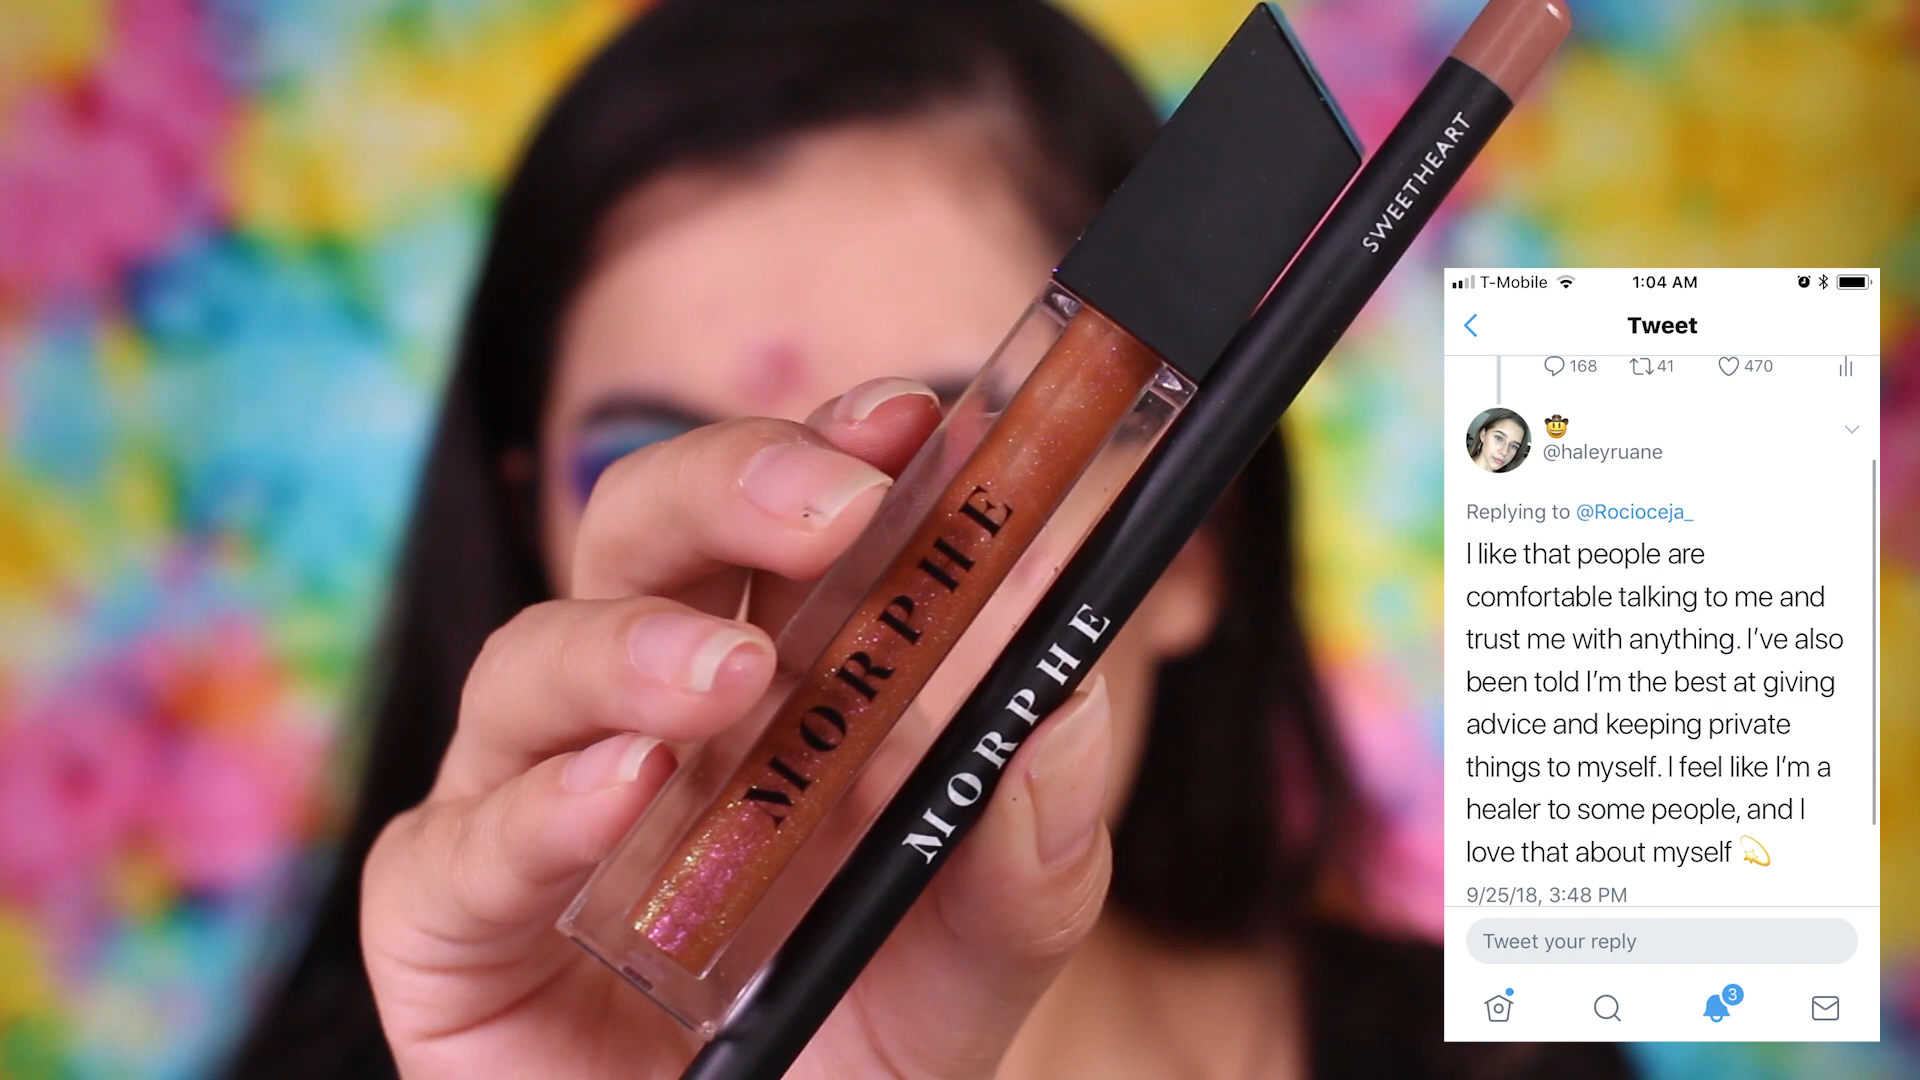 SWEETHEART
MORPHE
MORPHE
T-Mobile 1:04 AM
Tweet
168 41 470
@haleyruane
Replying to @Rocioceja_
I like that people are
comfortable talking to me and
trust me with anything. I've also
been told I'm the best at giving
advice and keeping private
things to myself. I feel like I'm a
healer to some people, and I
love that about myself 💫
9/25/18, 3:48 PM
Tweet your reply
3